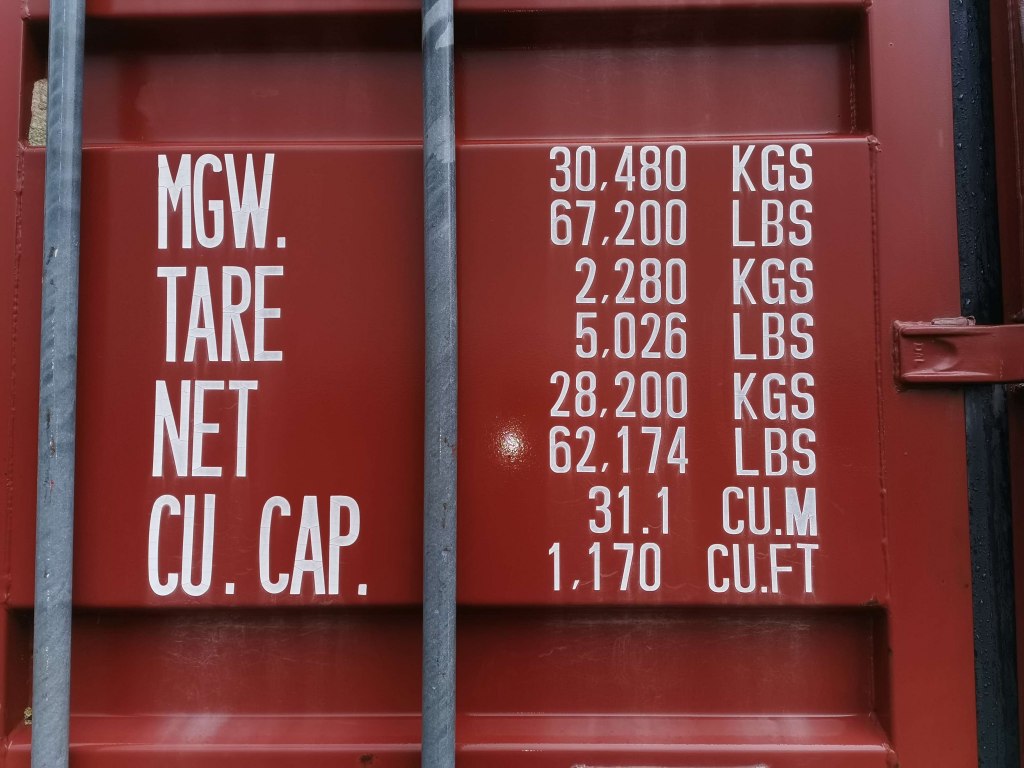 MGW. 30,480 KGS
67,200 LBS
TARE 2,280 KGS
5,026 LBS
NET 28,200 KGS
62,174 LBS
CU. CAP. 31.1 CU.M
1,170 CU.FT